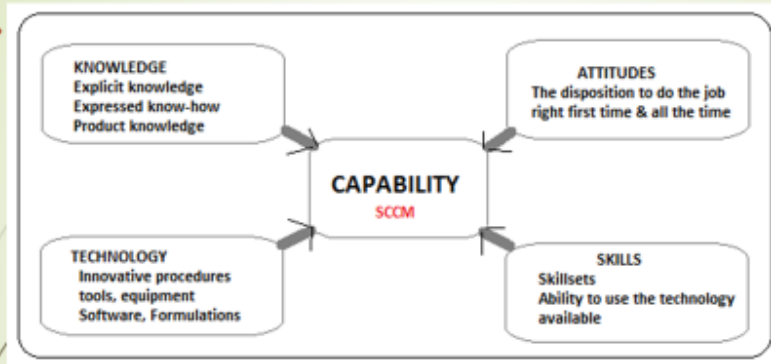 KNOWLEDGE
Explicit knowledge
Expressed know-how
Product knowledge
ATTITUDES
The disposition to do the job
right first time & all the time
CAPABILITY
SCCM
TECHNOLOGY
Innovative procedures
tools, equipment
Software, Formulations
SKILLS
Skillsets
Ability to use the technology
available